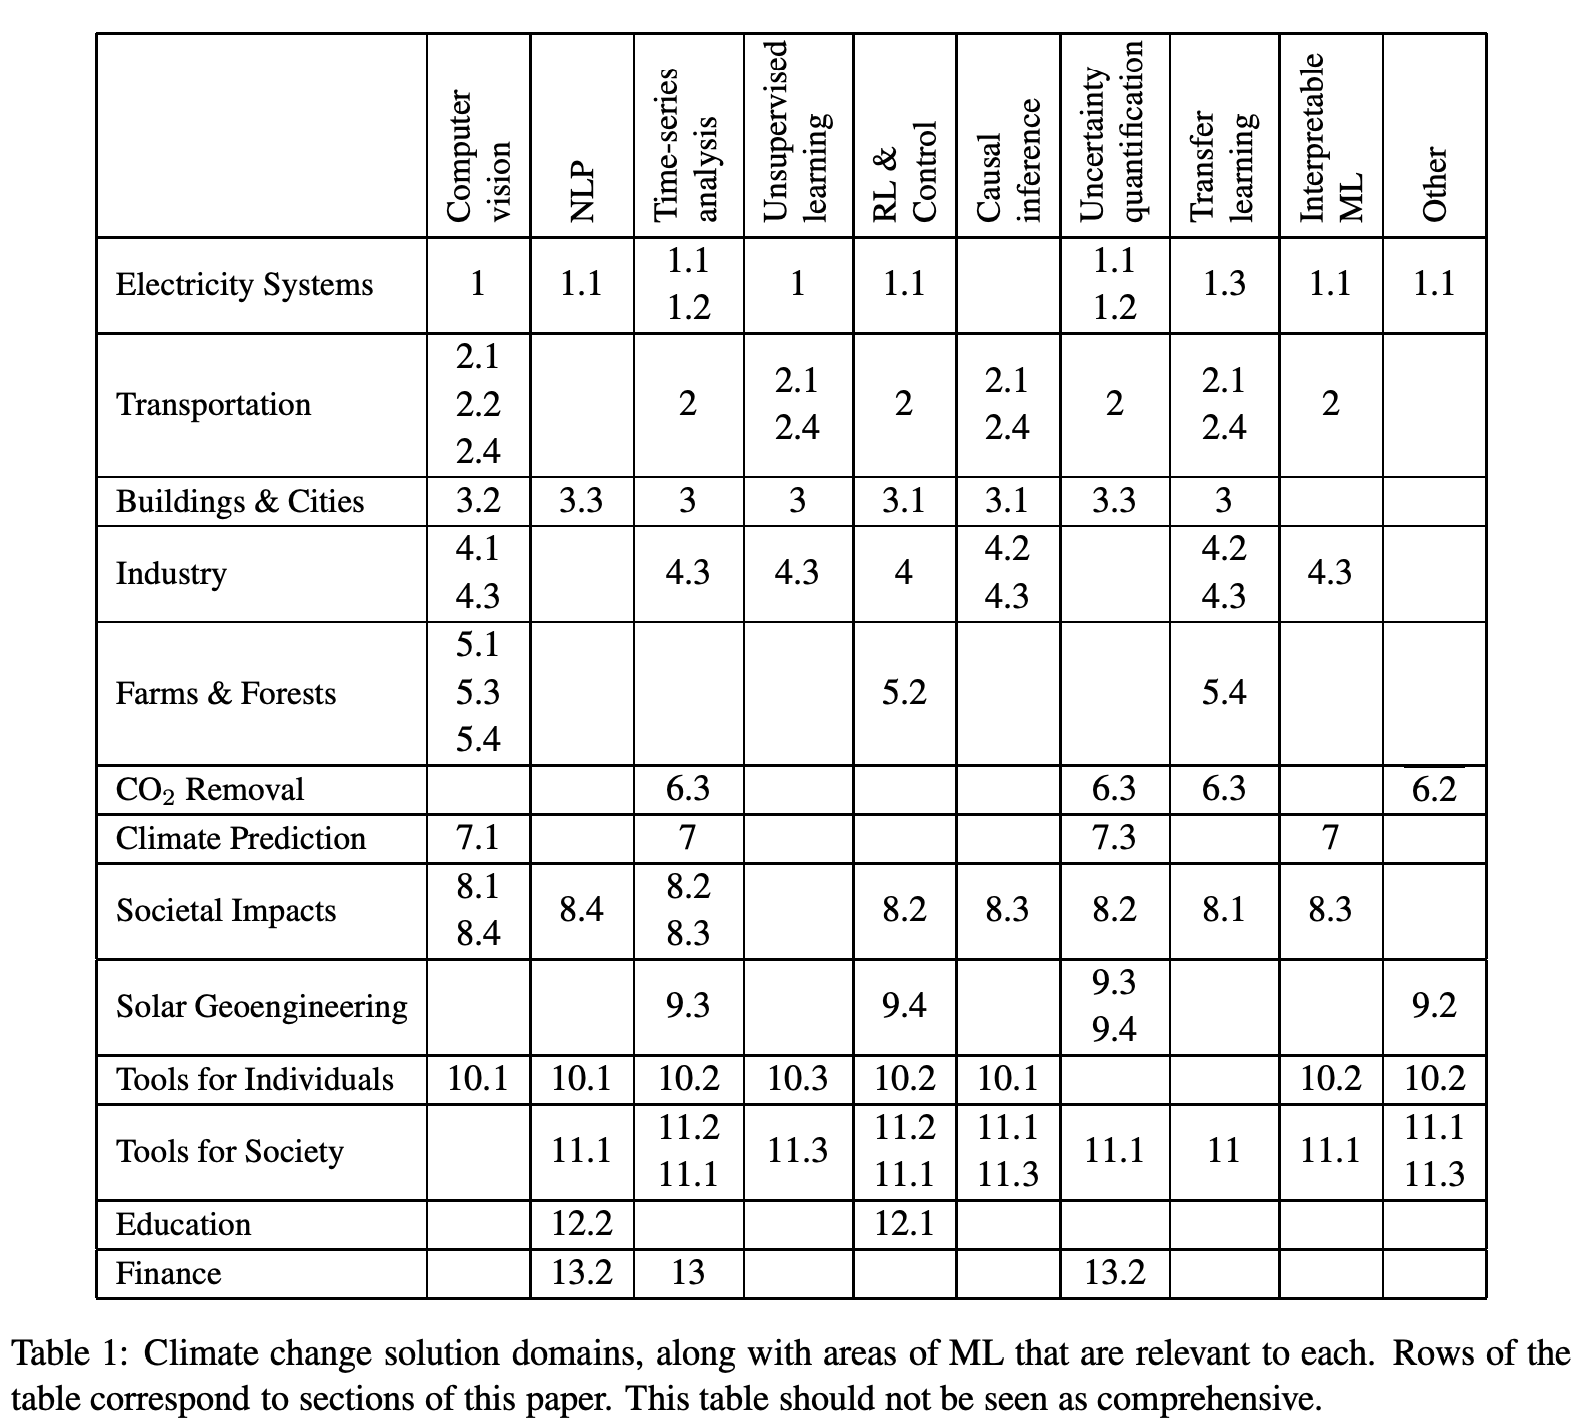 Computer vision
NLP
Time-series analysis
Unsupervised learning
RL & Control
Causal inference
Uncertainty quantification
Transfer learning
Interpretable ML
Other
Electricity Systems 1 1.1 1.1 1.2 1 1.1 1.1 1.2 1.3 1.1 1.1
Transportation 2.1 2.2 2.4 2 2.1 2.4 2 2.1 2.4 2 2.1 2.4 2
Buildings & Cities 3.2 3.3 3 3 3.1 3.1 3.3 3
Industry 4.1 4.3 4.3 4.3 4 4.2 4.3 4.2 4.3 4.3
Farms & Forests 5.1 5.3 5.4 5.2 5.4
CO₂ Removal 6.3 6.3 6.3 6.2
Climate Prediction 7.1 7 7.3 7
Societal Impacts 8.1 8.4 8.4 8.2 8.3 8.2 8.3 8.2 8.1 8.3
Solar Geoengineering 9.3 9.4 9.3 9.4 9.2
Tools for Individuals 10.1 10.1 10.2 10.3 10.2 10.1 10.2 10.2
Tools for Society 11.1 11.2 11.1 11.3 11.2 11.1 11.1 11.3 11.1 11 11.1 11.1 11.3
Education 12.2 12.1
Finance 13.2 13 13.2
Table 1: Climate change solution domains, along with areas of ML that are relevant to each. Rows of the
table correspond to sections of this paper. This table should not be seen as comprehensive.